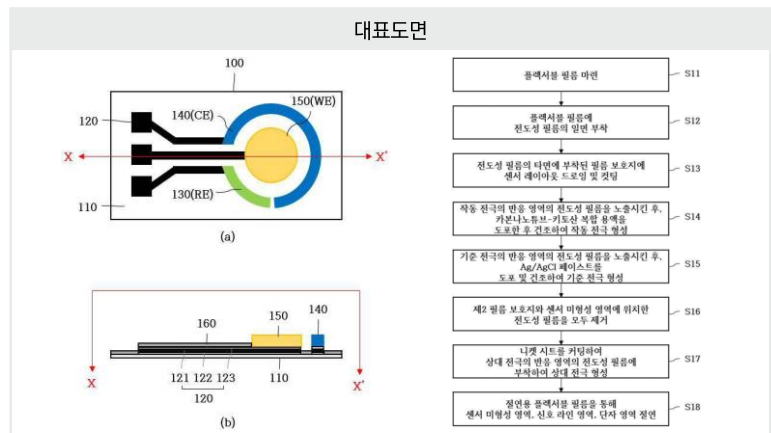 대표도면
100
150(WE)
140(CE)
120
X
X'
130(RE)
110
(a)
150
140
160
121 122 123
110
120
X
X'
(b)
플렉서블 필름 마련
S11
플렉서블 필름에
전도성 필름의 일면 부착
S12
전도성 필름의 타면에 부착된 필름 보호지에
센서 레이아웃 드로잉 및 컷팅
S13
작동 전극의 반응 영역의 전도성 필름을 노출시킨 후,
카본나노튜브-키토산 복합 용액을
도포한 후 건조하여 작동 전극 형성
S14
기준 전극의 반응 영역의 전도성 필름을 노출시킨 후,
Ag/AgCl 페이스트를
도포 및 건조하여 기준 전극 형성
S15
제2 필름 보호지와 센서 미형성 영역에 위치한
전도성 필름을 모두 제거
S16
니켓 시트를 커팅하여
상대 전극의 반응 영역의 전도성 필름에
부착하여 상대 전극 형성
S17
절연용 플렉서블 필름을 통해
센서 미형성 영역, 신호 라인 영역, 단자 영역 절연
S18